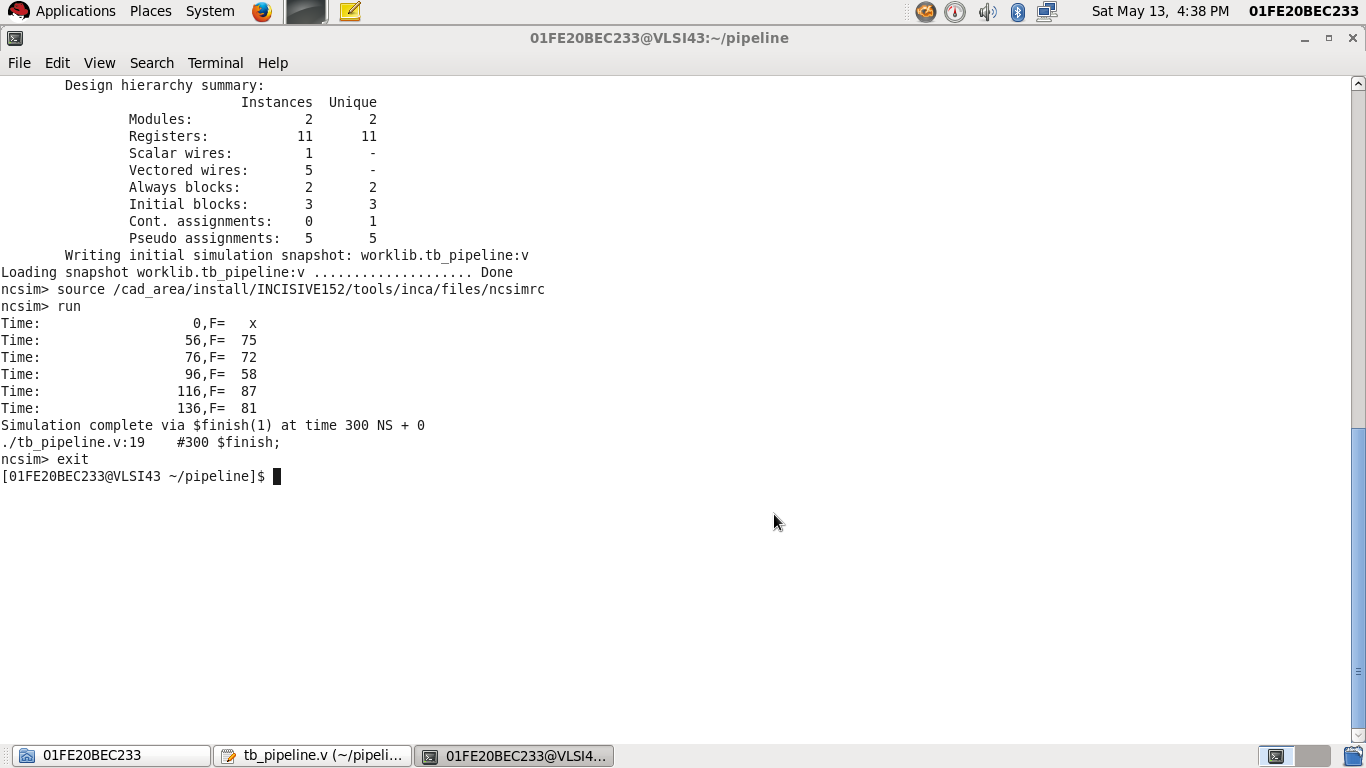 Applications Places System Sat May 13, 4:38 PM 01FE20BEC233
01FE20BEC233@VLSI43:~/pipeline
File Edit View Search Terminal Help
Design hierarchy summary:
Instances Unique
Modules: 2 2
Registers: 11 11
Scalar wires: 1 -
Vectored wires: 5 -
Always blocks: 2 2
Initial blocks: 3 3
Cont. assignments: 0 1
Pseudo assignments: 5 5
Writing initial simulation snapshot: worklib.tb_pipeline:v
Loading snapshot worklib.tb_pipeline:v .................... Done
ncsim> source /cad_area/install/INCISIVE152/tools/inca/files/ncsimrc
ncsim> run
Time: 0,F= x
Time: 56,F= 75
Time: 76,F= 72
Time: 96,F= 58
Time: 116,F= 87
Time: 136,F= 81
Simulation complete via $finish(1) at time 300 NS + 0
./tb_pipeline.v:19 #300 $finish;
ncsim> exit
[01FE20BEC233@VLSI43 ~/pipeline]$
01FE20BEC233 tb_pipeline.v (~/pipeli... 01FE20BEC233@VLSI4...